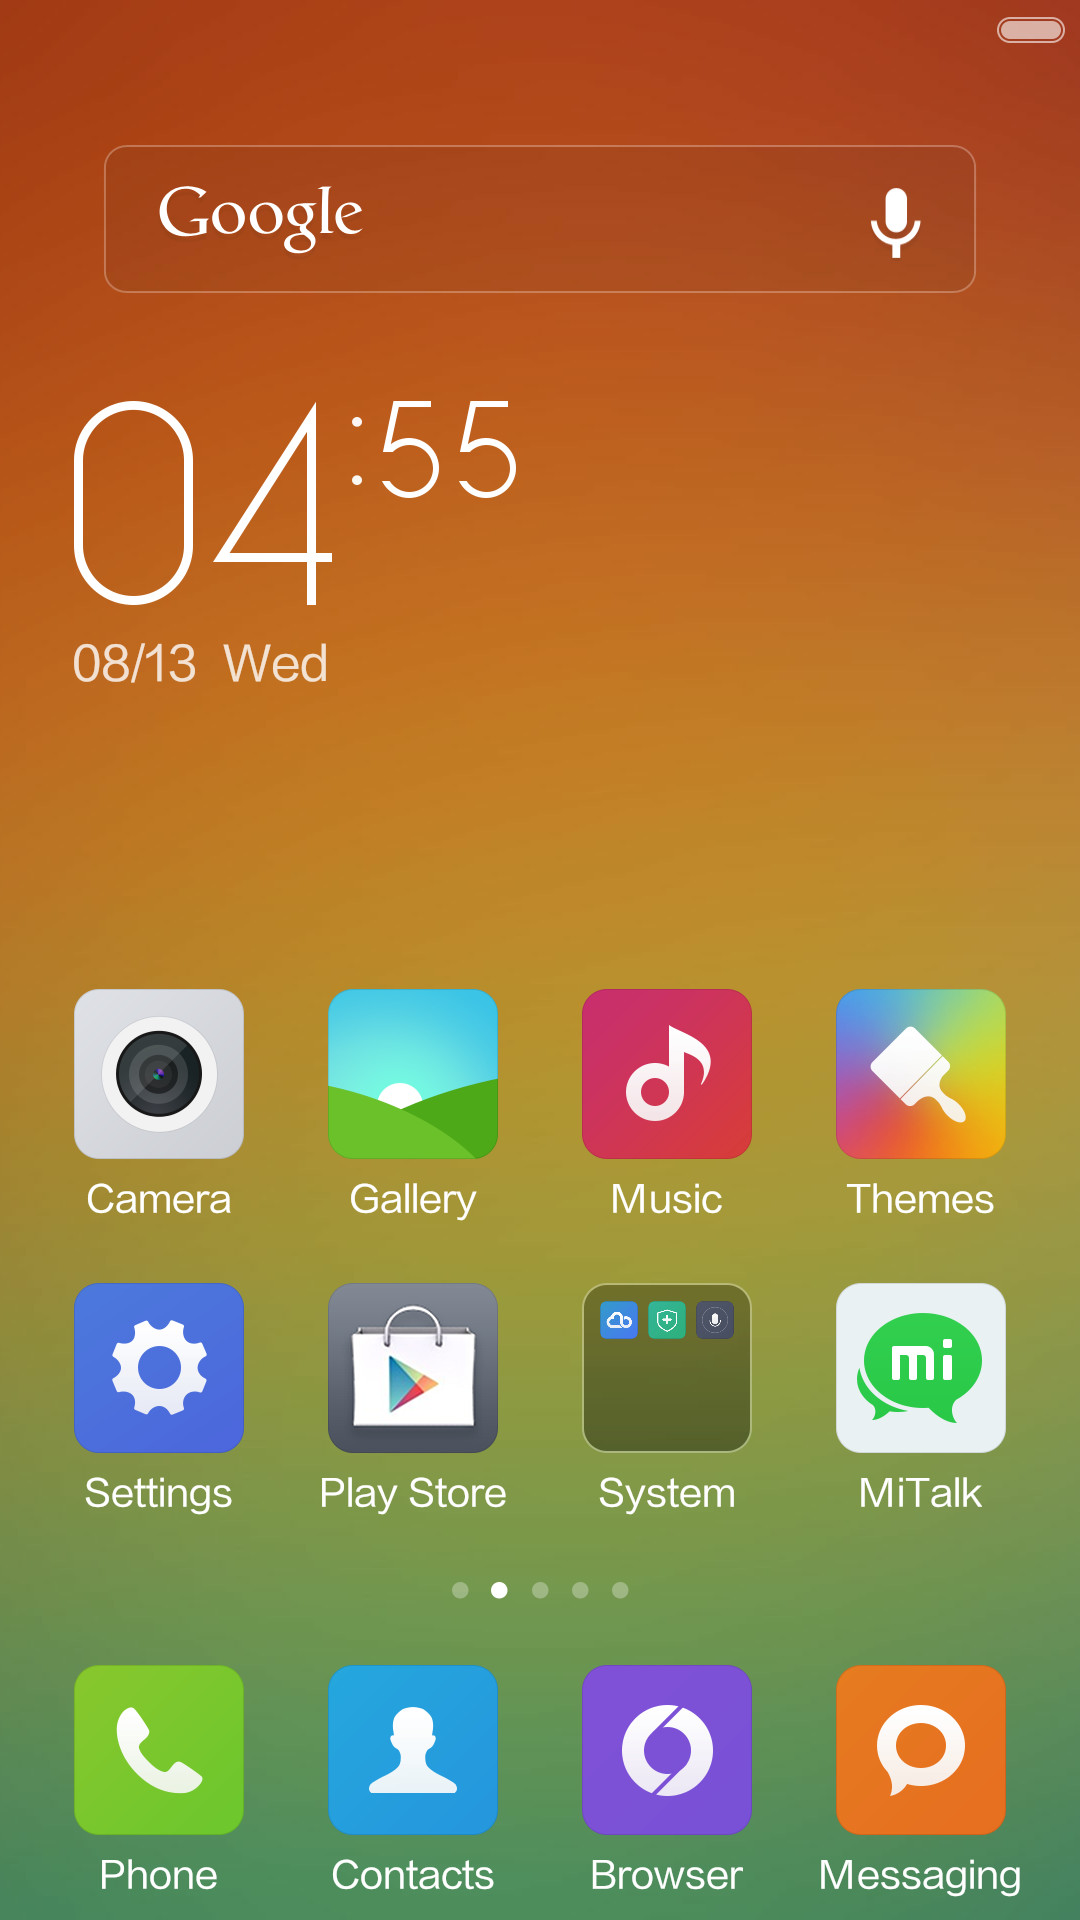 Google
04:55
08/13 Wed
Camera Gallery Music Themes
mi
Settings Play Store System MiTalk
Phone Contacts Browser Messaging